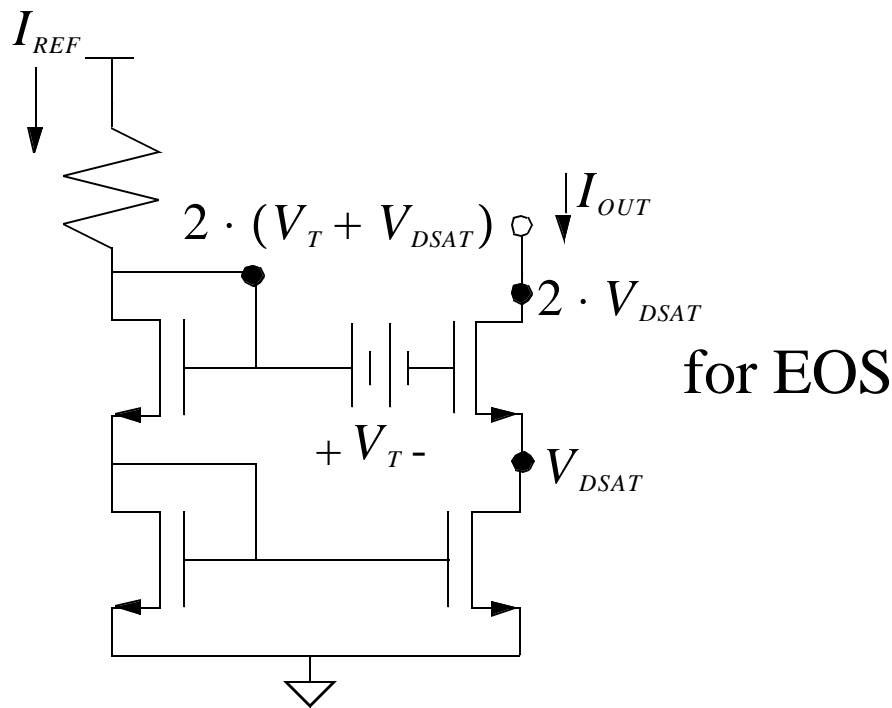 I_REF
I_OUT
2 · (V_T + V_DSAT)
2 · V_DSAT
for EOS
+ V_T -
V_DSAT